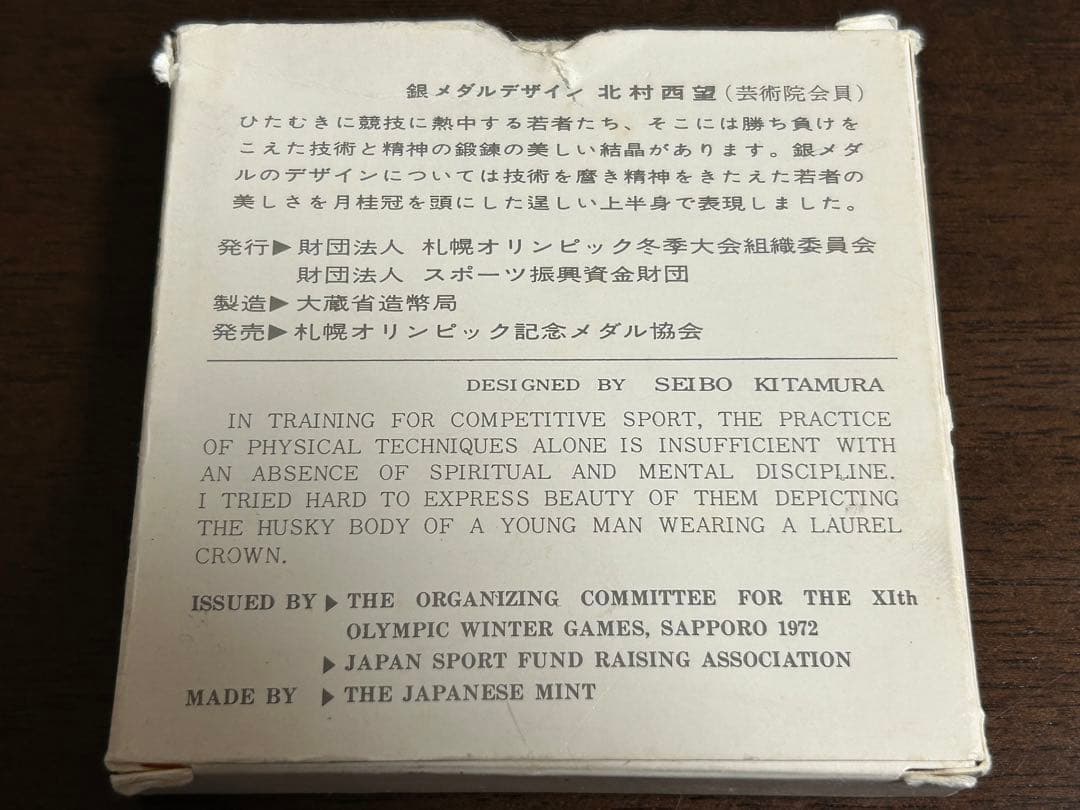 銀メダルデザイン 北村西望(芸術院会員)
ひたむきに競技に熱中する若者たち、そこには勝ち負けを
こえた技術と精神の鍛錬の美しい結晶があります。銀メダ
ルのデザインについては技術を磨き精神をきたえた若者の
美しさを月桂冠を頭にした逞しい上半身で表現しました。
発行▶財団法人 札幌オリンピック冬季大会組織委員会
財団法人 スポーツ振興資金財団
製造▶大蔵省造幣局
発売▶札幌オリンピック記念メダル協会
DESIGNED BY SEIBO KITAMURA
IN TRAINING FOR COMPETITIVE SPORT, THE PRACTICE
OF PHYSICAL TECHNIQUES ALONE IS INSUFFICIENT WITH
AN ABSENCE OF SPIRITUAL AND MENTAL DISCIPLINE.
I TRIED HARD TO EXPRESS BEAUTY OF THEM DEPICTING
THE HUSKY BODY OF A YOUNG MAN WEARING A LAUREL
CROWN.
ISSUED BY ▶ THE ORGANIZING COMMITTEE FOR THE XIth
OLYMPIC WINTER GAMES, SAPPORO 1972
▶ JAPAN SPORT FUND RAISING ASSOCIATION
MADE BY ▶ THE JAPANESE MINT